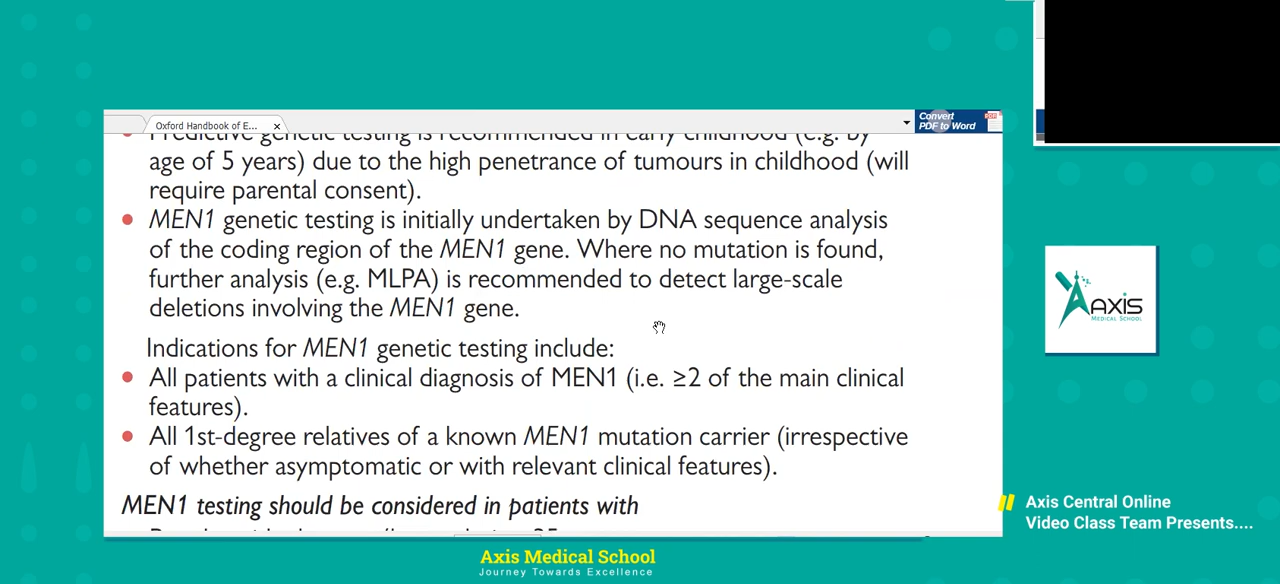 Oxford Handbook of E...
Convert
PDF to Word
Predictive genetic testing is recommended in early childhood (e.g. by
age of 5 years) due to the high penetrance of tumours in childhood (will
require parental consent).
MEN1 genetic testing is initially undertaken by DNA sequence analysis
of the coding region of the MEN1 gene. Where no mutation is found,
further analysis (e.g. MLPA) is recommended to detect large-scale
deletions involving the MEN1 gene.
Indications for MEN1 genetic testing include:
All patients with a clinical diagnosis of MEN1 (i.e. ≥2 of the main clinical
features).
All 1st-degree relatives of a known MEN1 mutation carrier (irrespective
of whether asymptomatic or with relevant clinical features).
MEN1 testing should be considered in patients with
AXIS
MEDICAL SCHOOL
Axis Central Online
Video Class Team Presents....
Axis Medical School
Journey Towards Excellence